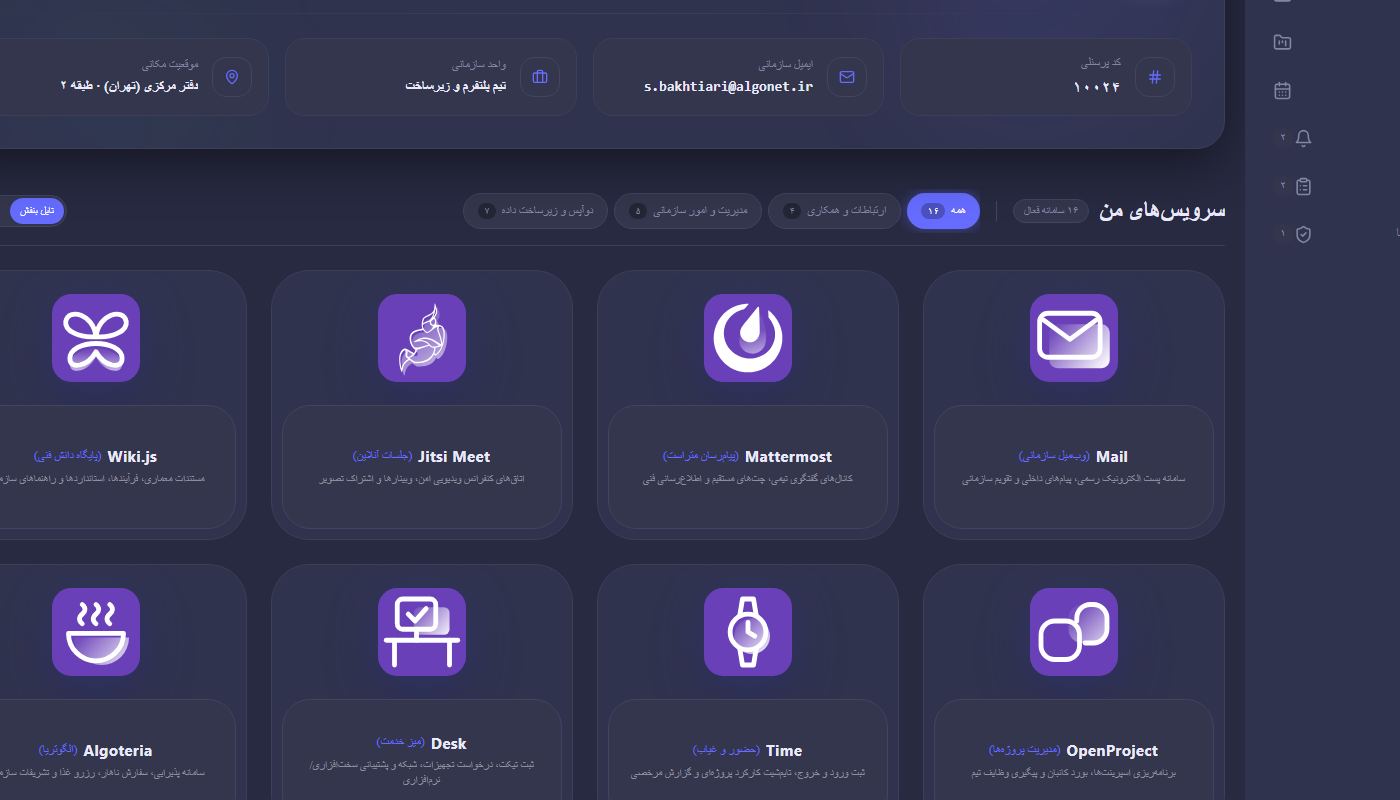 کد پرسنلی
۱۰۰۲۴
ایمیل سازمانی
s.bakhtiari@algonet.ir
واحد سازمانی
تیم پلتفرم و زیرساخت
موقعیت مکانی
دفتر مرکزی (تهران) - طبقه ۲
۲
۲
۱
سرویس‌های من
۱۶ سامانه فعال
همه ۱۶
ارتباطات و همکاری ۴
مدیریت و امور سازمانی ۵
دوآپس و زیرساخت داده ۷
تایل بنفش
Mail (وب‌میل سازمانی)
سامانه پست الکترونیک رسمی، پیام‌های داخلی و تقویم سازمانی
Mattermost (پیام‌رسان متراست)
کانال‌های گفتگوی تیمی، چت‌های مستقیم و اطلاع‌رسانی فنی
Jitsi Meet (جلسات آنلاین)
اتاق‌های کنفرانس ویدیویی امن، وبینارها و اشتراک تصویر
Wiki.js (پایگاه دانش فنی)
مستندات معماری، فرآیندها، استانداردها و راهنماهای
OpenProject (مدیریت پروژه‌ها)
برنامه‌ریزی اسپرینت‌ها، بورد کانبان و پیگیری وظایف تیم
Time (حضور و غیاب)
ثبت ورود و خروج، تایم‌شیت کارکرد پروژه‌ای و گزارش مرخصی
Desk (میز خدمت)
ثبت تیکت، درخواست تجهیزات، شبکه و پشتیبانی سخت‌افزاری/
نرم‌افزاری
Algoteria (الگوتریا)
سامانه پذیرایی، سفارش ناهار، رزرو غذا و تشریفات